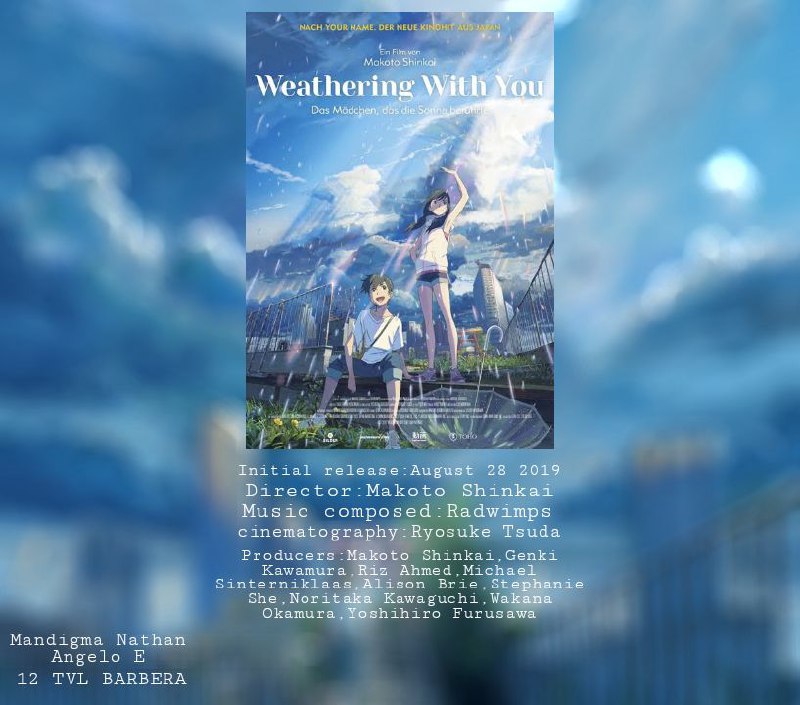 NACH YOUR NAME. DER NEUE KINOHIT AUS JAPAN
Ein Film von
Makoto Shinkai
Weathering With You
Das Mädchen, das die Sonne berührte
TOHO
Initial release:August 28 2019
Director:Makoto Shinkai
Music composed:Radwimps
cinematography:Ryosuke Tsuda
Producers:Makoto Shinkai,Genki
Kawamura,Riz Ahmed,Michael
Sinterniklaas,Alison Brie,Stephanie
She,Noritaka Kawaguchi,Wakana
Okamura,Yoshihiro Furusawa
Mandigma Nathan
Angelo E
12 TVL BARBERA